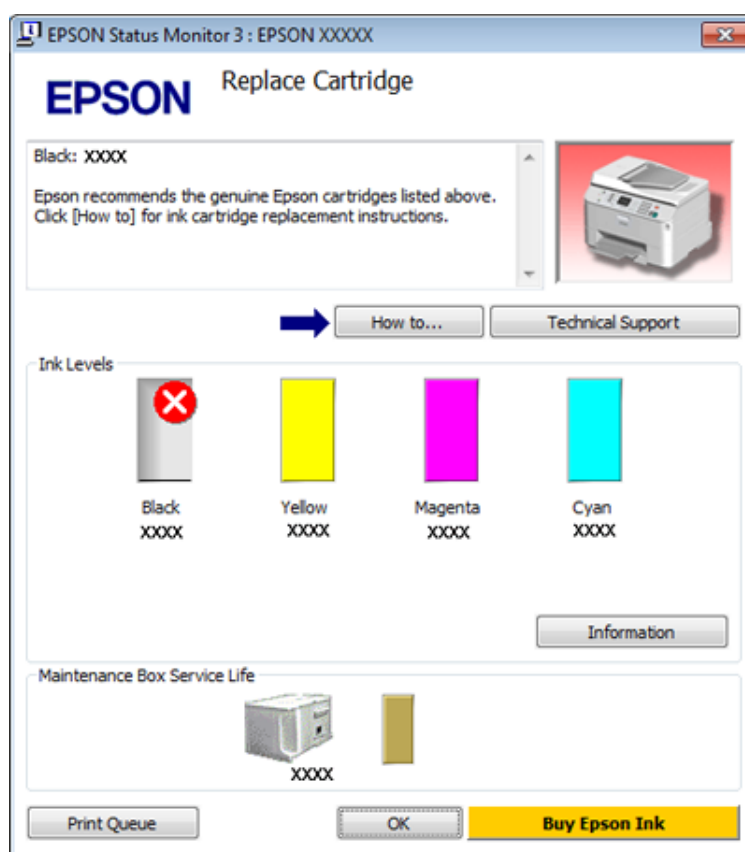 EPSON Status Monitor 3 : EPSON XXXXX
EPSON
Replace Cartridge
Black: XXXX
Epson recommends the genuine Epson cartridges listed above.
Click [How to] for ink cartridge replacement instructions.
How to...
Technical Support
Ink Levels
Black
Yellow
Magenta
Cyan
XXXX
XXXX
XXXX
XXXX
Information
Maintenance Box Service Life
XXXX
Print Queue
OK
Buy Epson Ink